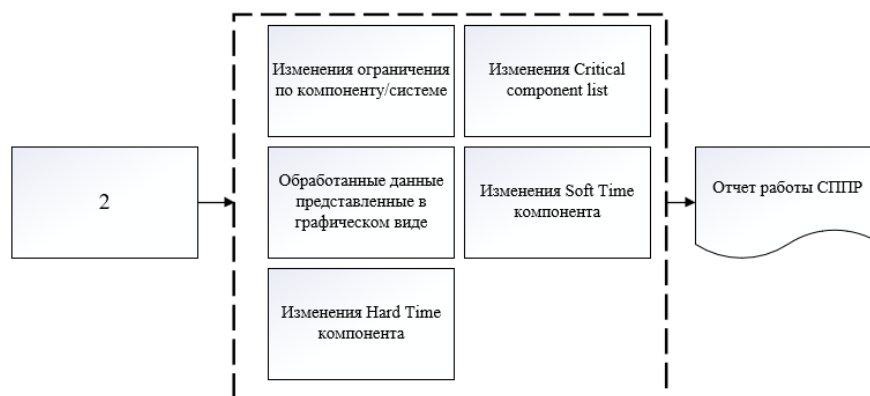 Изменения ограничения
по компоненту/системе
Изменения Critical
component list
2
Обработанные данные
представленные в
графическом виде
Изменения Soft Time
компонента
Отчет работы СППР
Изменения Hard Time
компонента